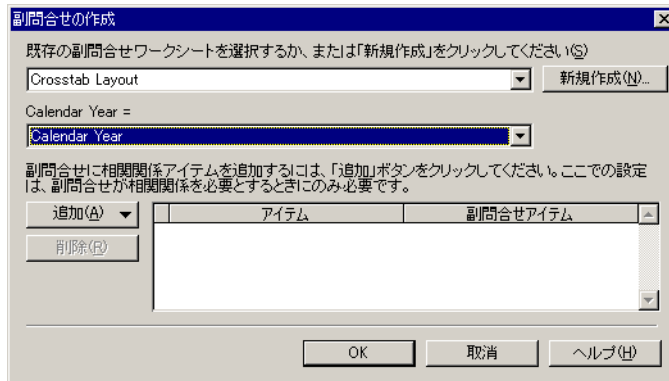 副問合せの作成
既存の副問合せワークシートを選択するか、または「新規作成」をクリックしてください(S)
Crosstab Layout
新規作成(N)...
Calendar Year =
Calendar Year
副問合せに相関関係アイテムを追加するには、「追加」ボタンをクリックしてください。ここでの設定
は、副問合せが相関関係を必要とするときにのみ必要です。
追加(A)
アイテム 副問合せアイテム
削除(R)
OK 取消 ヘルプ(H)